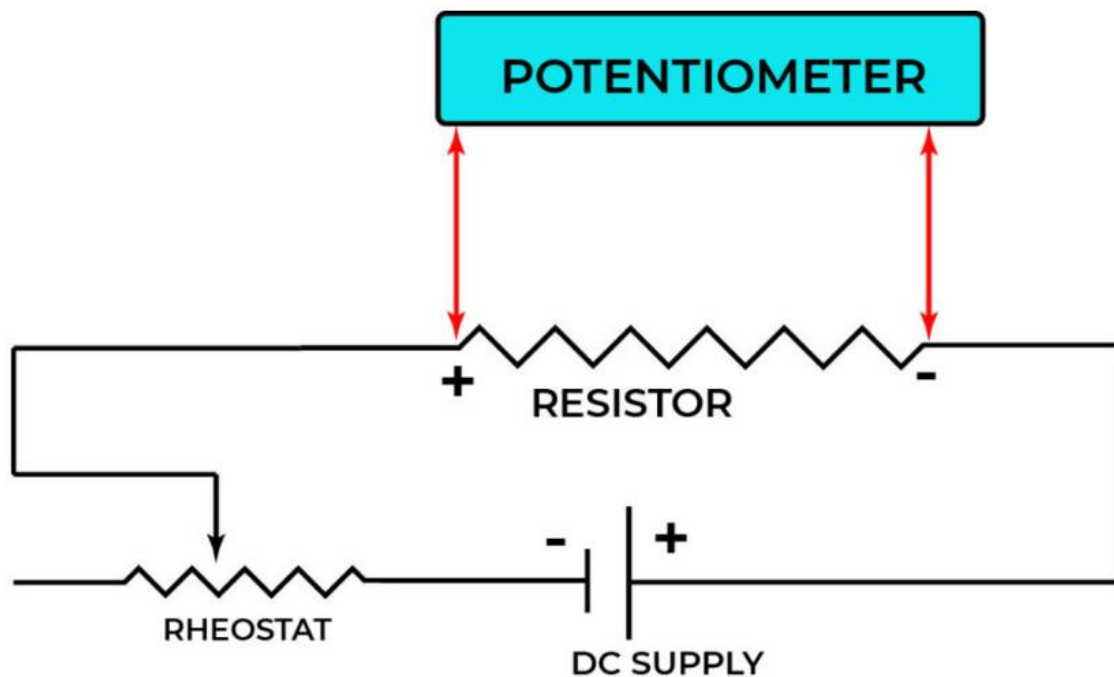 POTENTIOMETER
+ -
RESISTOR
- +
RHEOSTAT
DC SUPPLY